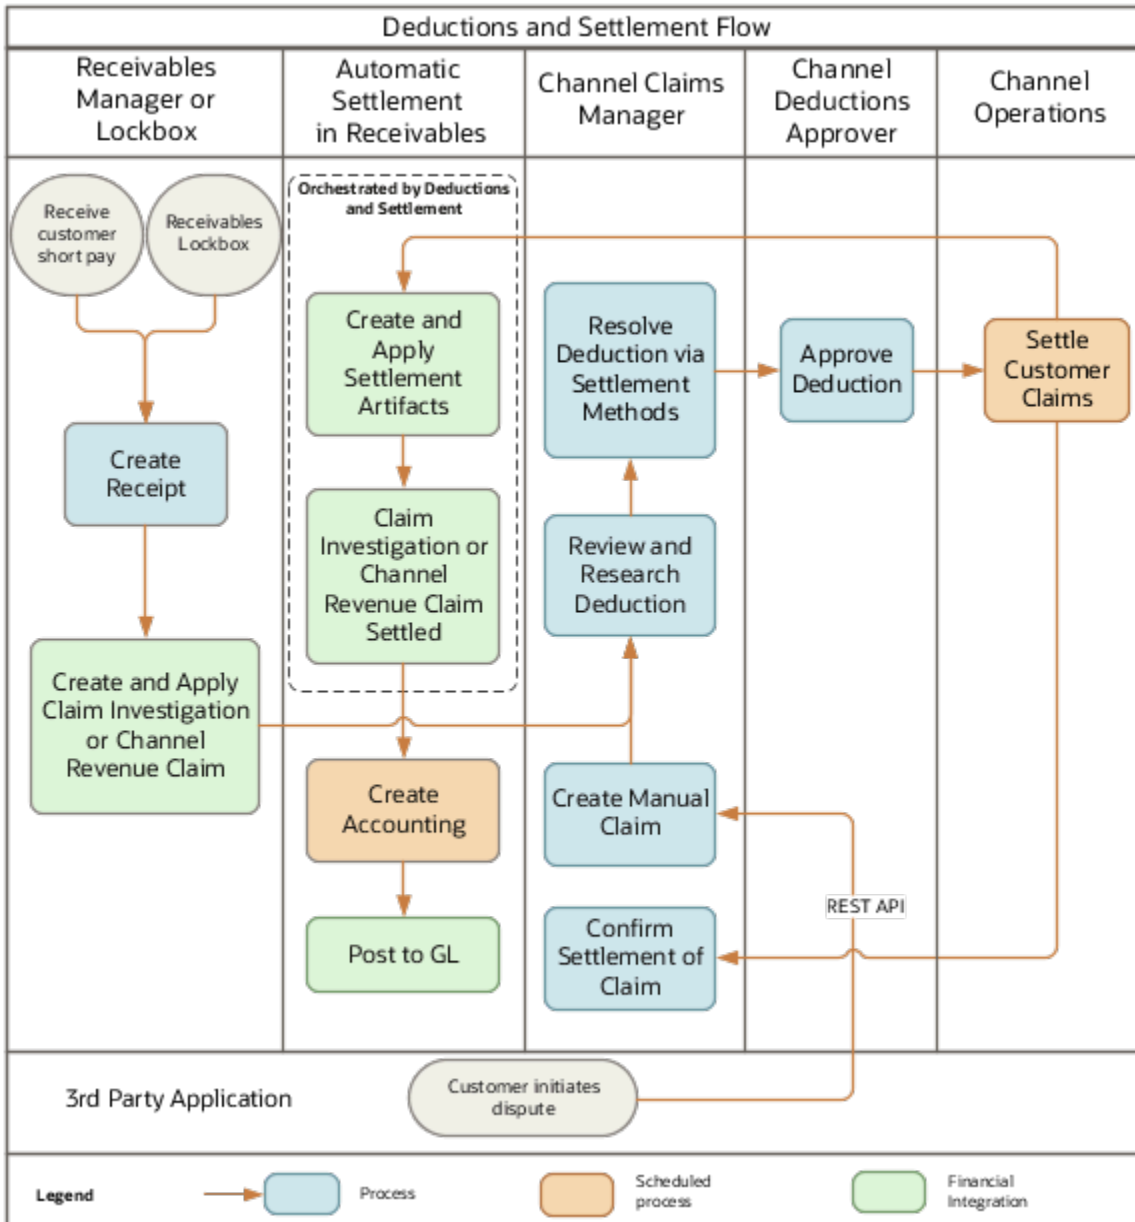 Deductions and Settlement Flow
Receivables
Manager or
Lockbox
Automatic
Settlement
in Receivables
Channel Claims
Manager
Channel
Deductions
Approver
Channel
Operations
Receive
customer
short pay
Receivables
Lockbox
Create
Receipt
Create and Apply
Claim Investigation
or Channel
Revenue Claim
Orchestrated by Deductions
and Settlement
Create and
Apply
Settlement
Artifacts
Claim
Investigation or
Channel
Revenue Claim
Settled
Create
Accounting
Post to GL
Resolve
Deduction via
Settlement
Methods
Review and
Research
Deduction
Create Manual
Claim
Confirm
Settlement of
Claim
Approve
Deduction
REST API
Settle
Customer
Claims
3rd Party Application
Customer initiates
dispute
Legend
Process
Scheduled
process
Financial
Integration